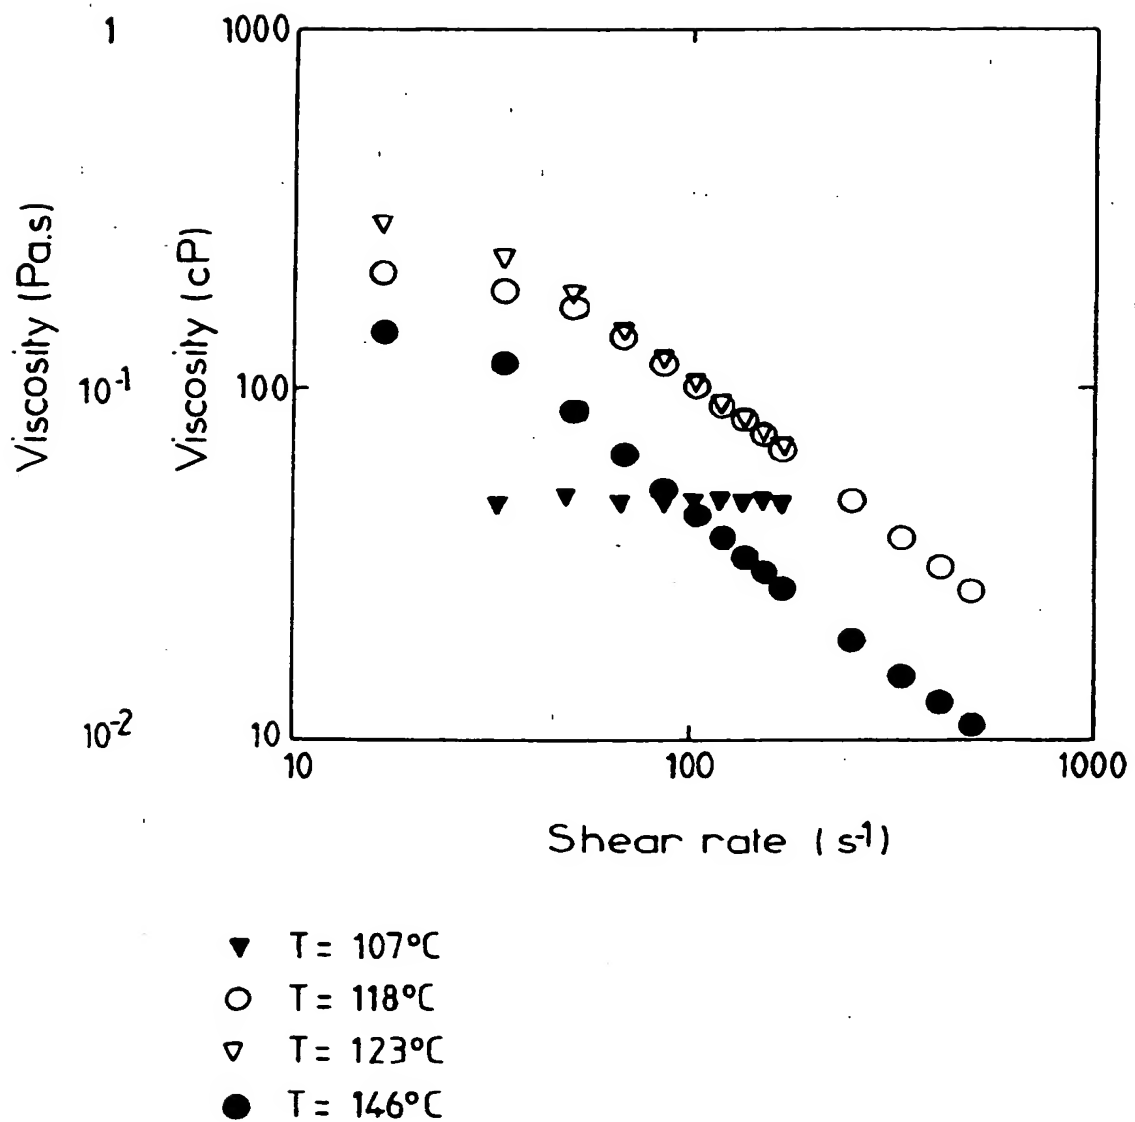 1 1000
Viscosity (Pa.s)
Viscosity (cP)
10⁻¹ 100
10⁻² 10
10 100 1000
Shear rate (s⁻¹)
▼ T = 107°C
○ T = 118°C
▽ T = 123°C
● T = 146°C